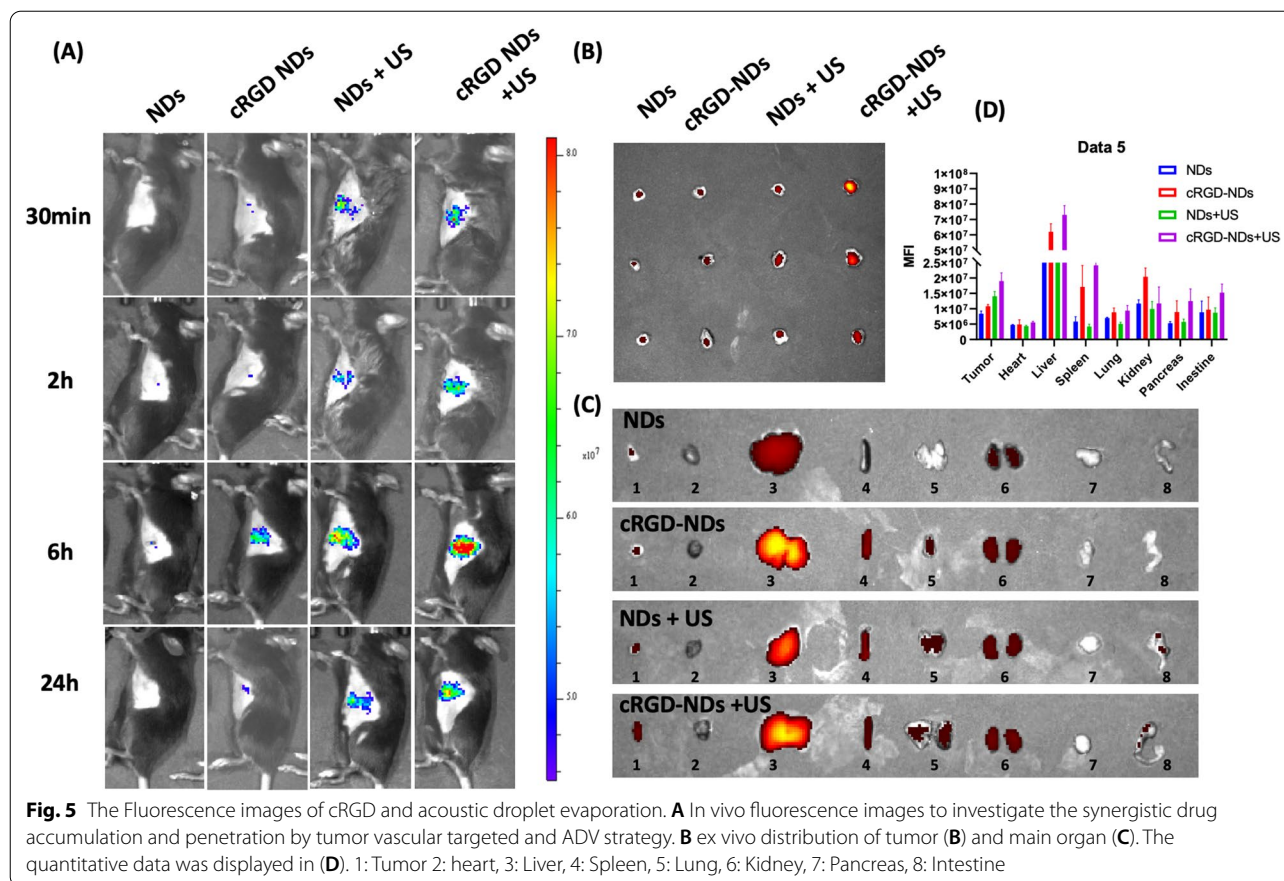 (A)
NDs
cRGD NDs
NDs + US
cRGD NDs
+US
30min
2h
6h
24h
8.0
7.0
x10⁷
6.0
5.0
(B)
NDs
cRGD-NDs
NDs + US
cRGD-NDs
+US
(D)
Data 5
NDs
cRGD-NDs
NDs+US
cRGD-NDs+US
MFI
1×10⁸
9×10⁷
8×10⁷
7×10⁷
6×10⁷
5×10⁷
2.5×10⁷
1.5×10⁷
1×10⁷
5×10⁶
0
Tumor
Heart
Liver
Spleen
Lung
Kidney
Pancreas
Inestine
(C)
NDs
1 2 3 4 5 6 7 8
cRGD-NDs
1 2 3 4 5 6 7 8
NDs + US
1 2 3 4 5 6 7 8
cRGD-NDs +US
1 2 3 4 5 6 7 8
Fig. 5 The Fluorescence images of cRGD and acoustic droplet evaporation. A In vivo fluorescence images to investigate the synergistic drug
accumulation and penetration by tumor vascular targeted and ADV strategy. B ex vivo distribution of tumor (B) and main organ (C). The
quantitative data was displayed in (D). 1: Tumor 2: heart, 3: Liver, 4: Spleen, 5: Lung, 6: Kidney, 7: Pancreas, 8: Intestine